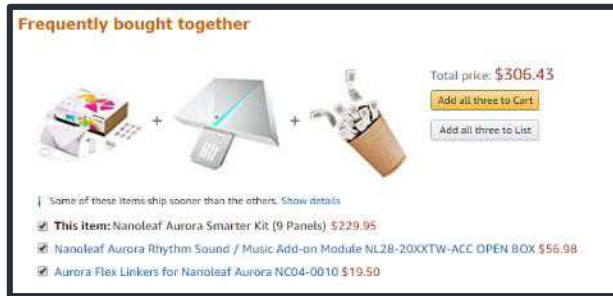 Frequently bought together
Total price: $306.43
Add all three to Cart
+
+
Add all three to List
Some of these items ship sooner than the others. Show details
This item: Nanoleaf Aurora Smarter Kit (9 Panels) $229.95
Nanoleaf Aurora Rhythm Sound / Music Add-on Module NL28-20XXTW-ACC OPEN BOX $56.98
Aurora Flex Linkers for Nanoleaf Aurora NC04-0010 $19.50